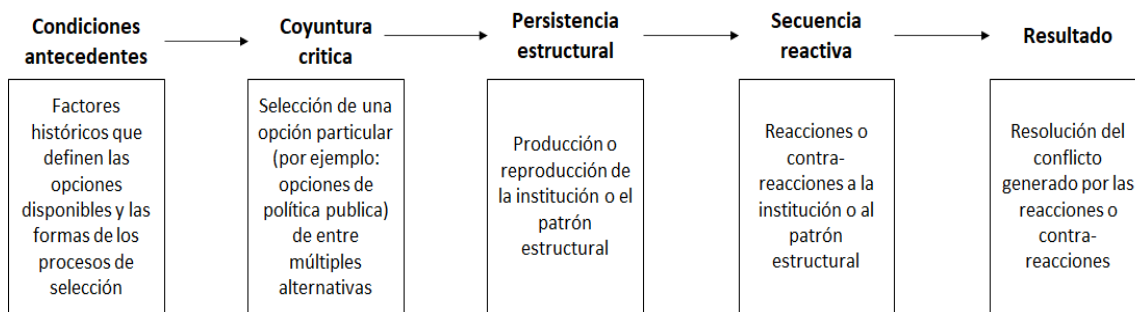 Condiciones
antecedentes
Coyuntura
critica
Persistencia
estructural
Secuencia
reactiva
Resultado
Factores
históricos que
definen las
opciones
disponibles y las
formas de los
procesos de
selección
Selección de una
opción particular
(por ejemplo:
opciones de
política publica)
de entre
múltiples
alternativas
Producción o
reproducción de
la institución o el
patrón
estructural
Reacciones o
contra-
reacciones a la
institución o al
patrón
estructural
Resolución del
conflicto
generado por las
reacciones o
contra-
reacciones